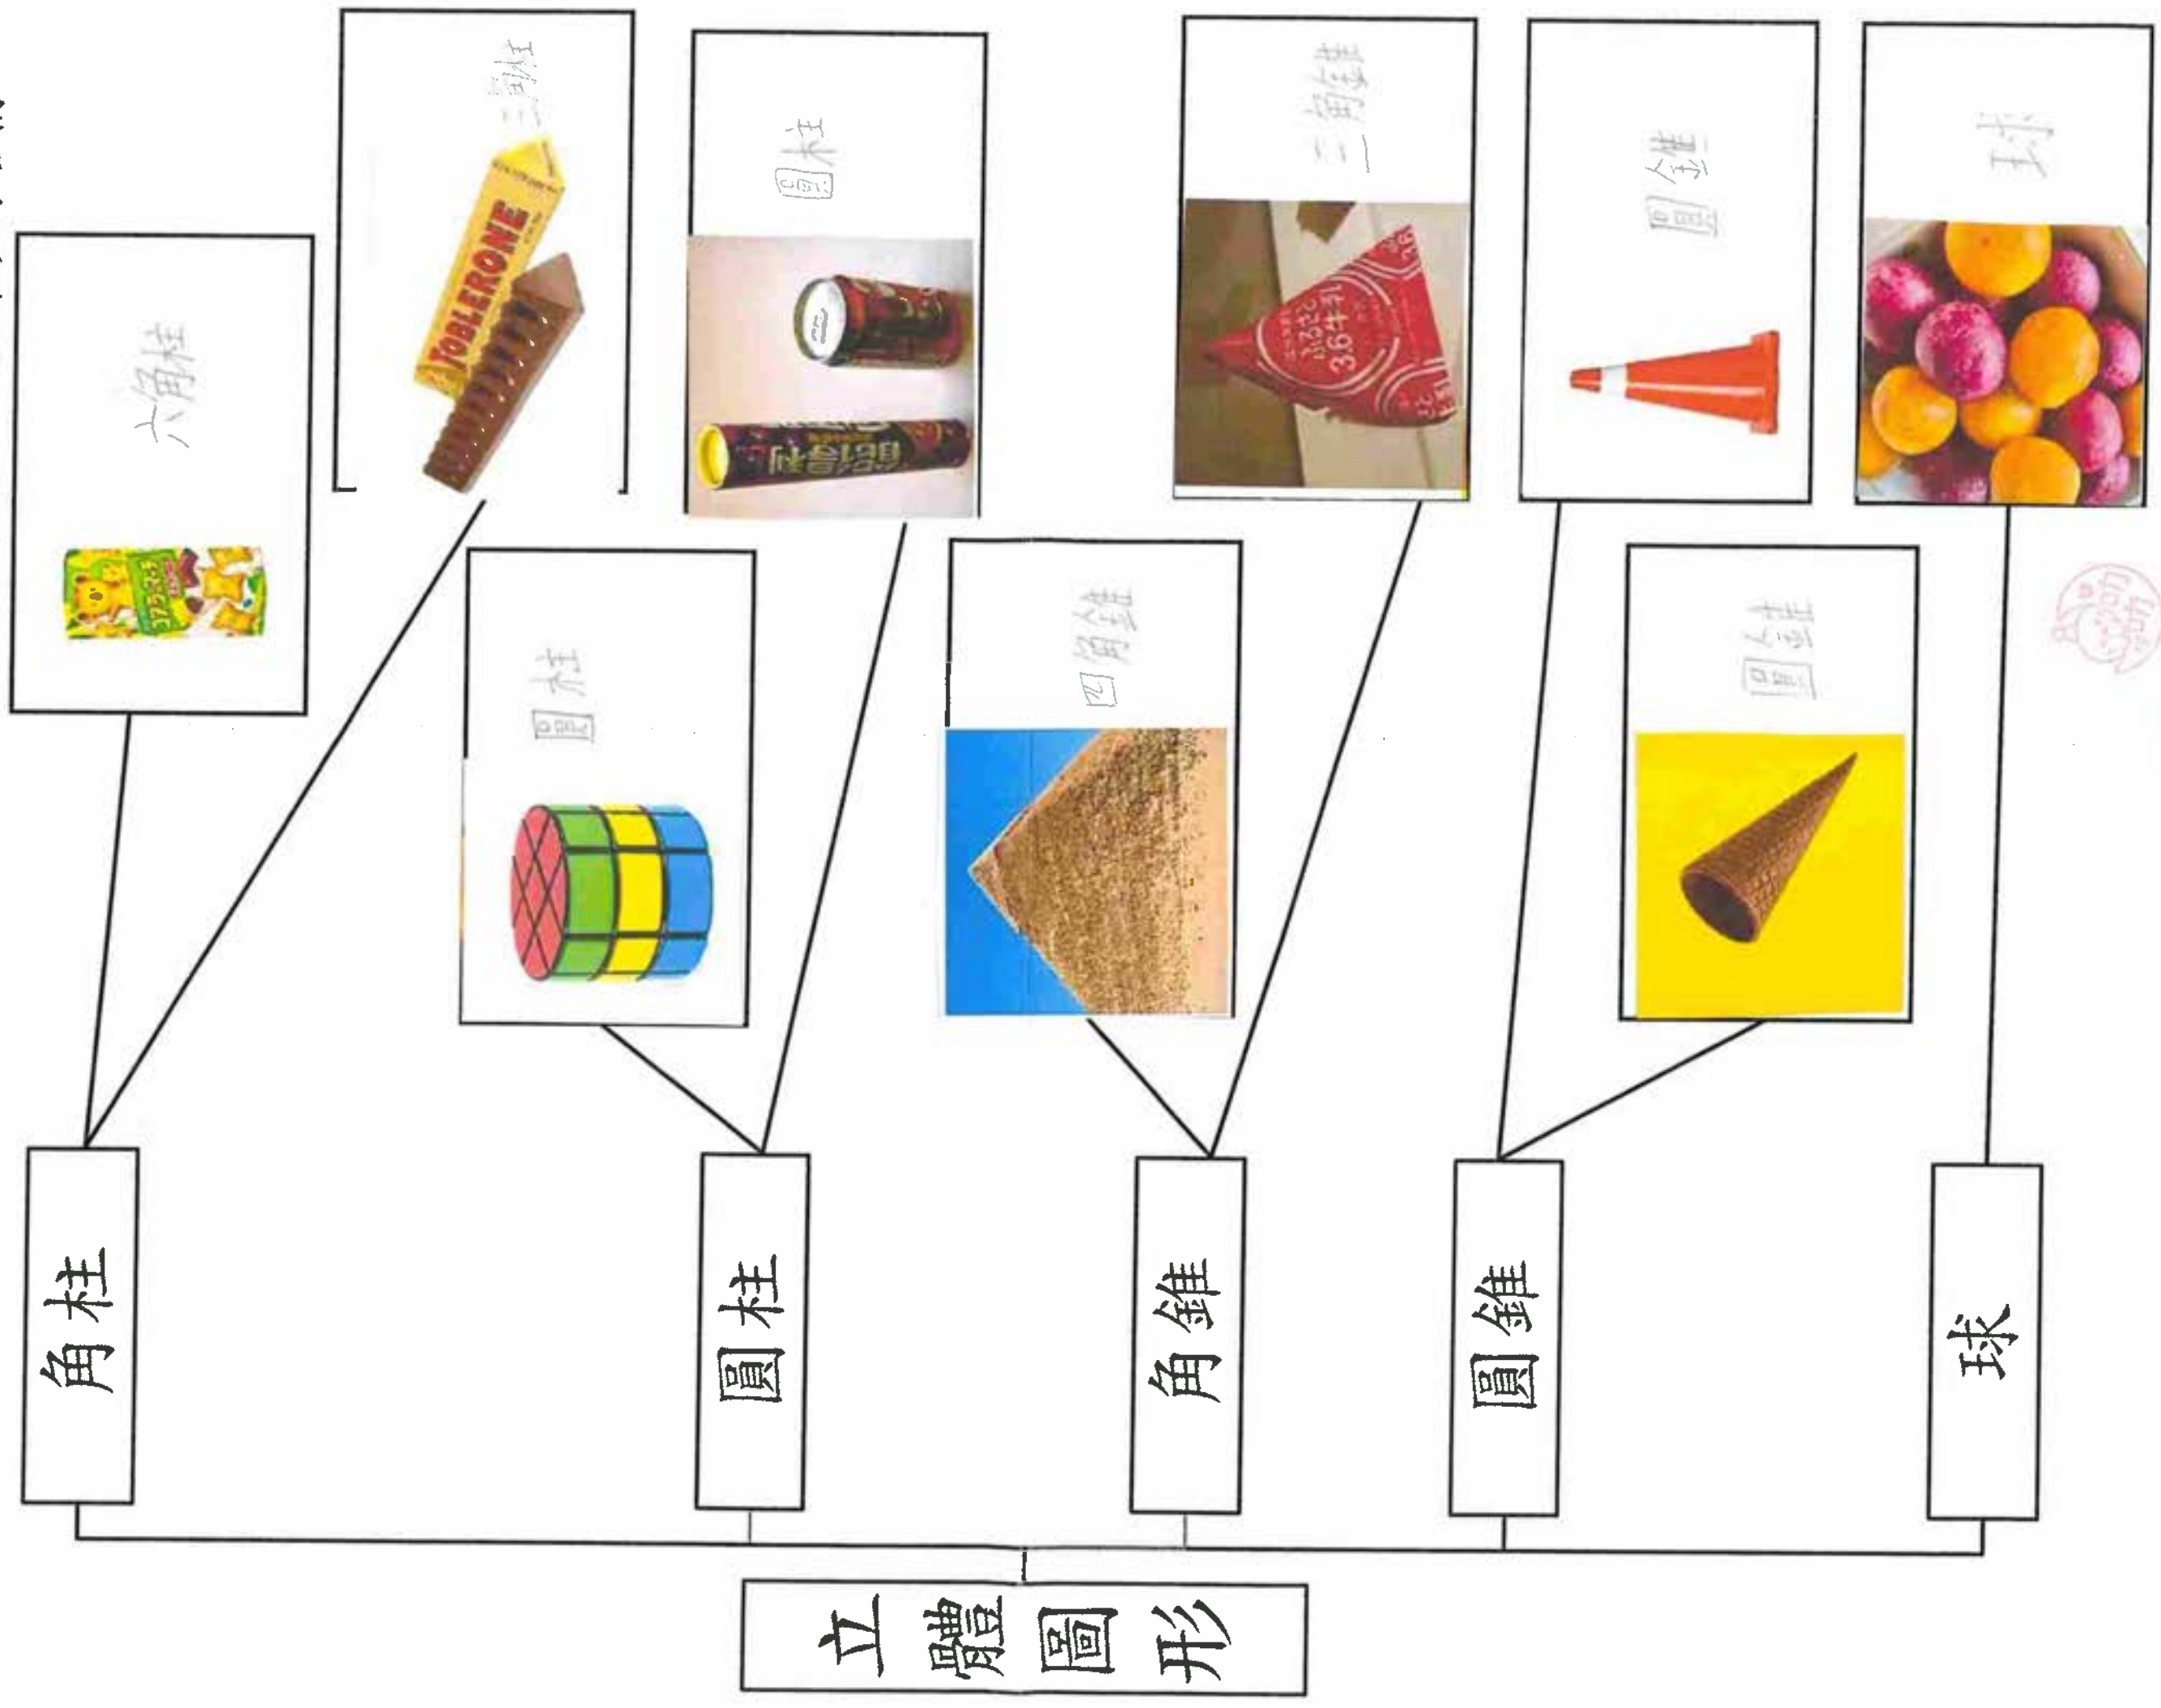 立體圖形
角柱
圓柱
角錐
圓錐
球
六角柱
三角柱
TOBLERONE
圓柱
圓柱
四角錐
三角錐
3.6牛乳
圓錐
圓錐
球